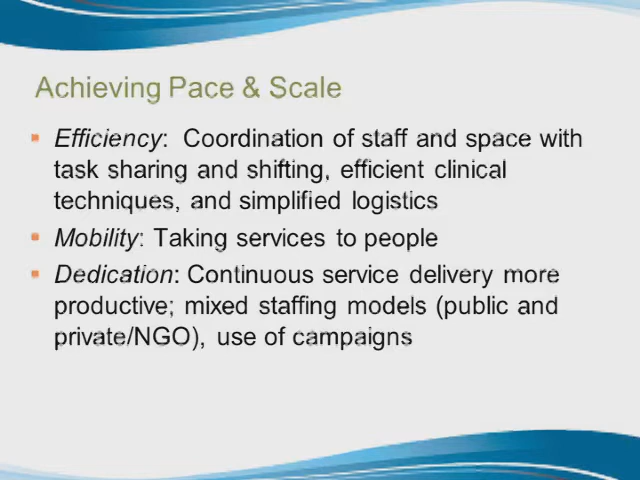 Achieving Pace & Scale
Efficiency: Coordination of staff and space with
task sharing and shifting, efficient clinical
techniques, and simplified logistics
Mobility: Taking services to people
Dedication: Continuous service delivery more
productive; mixed staffing models (public and
private/NGO), use of campaigns